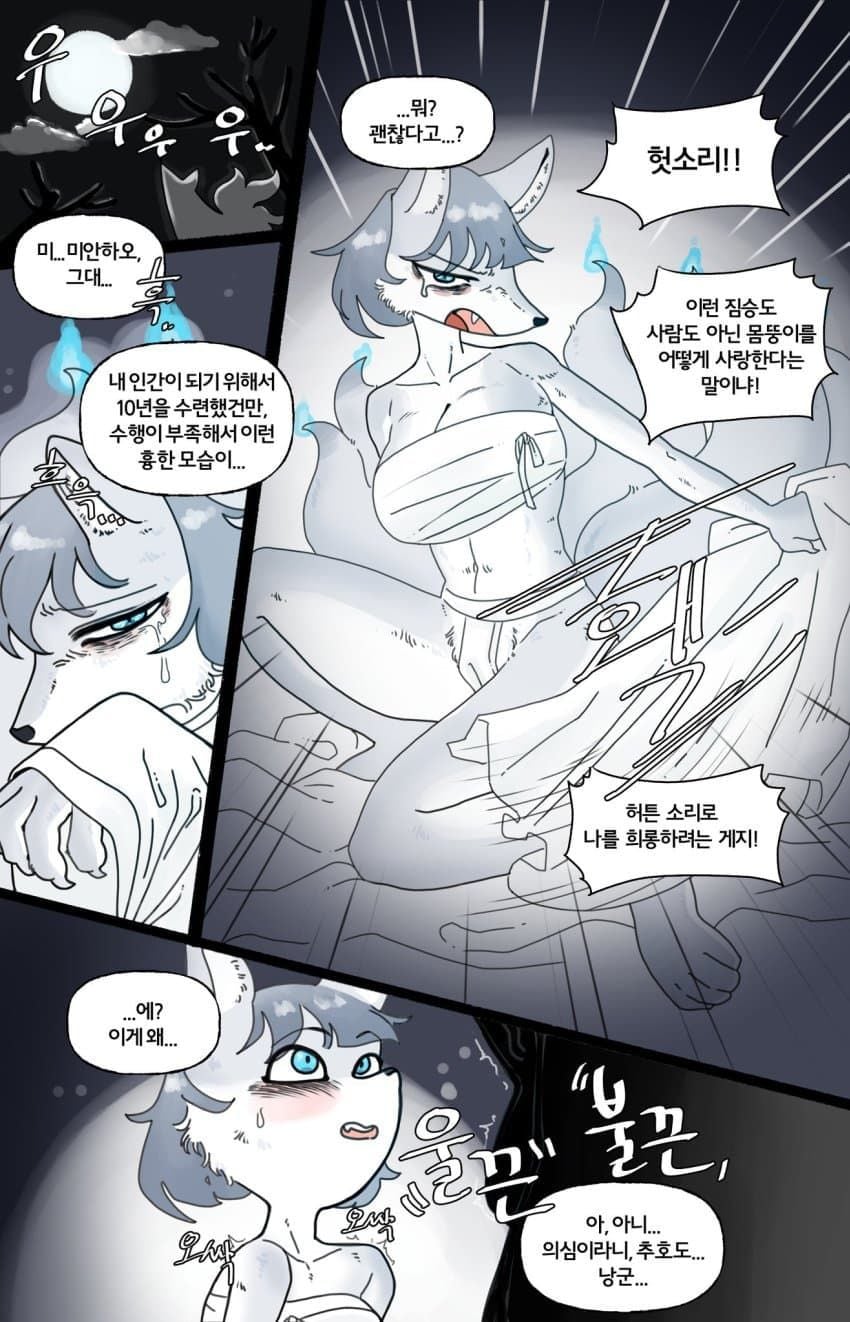 우
우 우 우..
미...미안하오,
그대...
흑..
내 인간이 되기 위해서
10년을 수련했건만,
수행이 부족해서 이런
흉한 모습이...
흐윽....
...뭐?
괜찮다고...?
헛소리!!
이런 짐승도
사람도 아닌 몸뚱이를
어떻게 사랑한다는
말이냐!
홱
허튼 소리로
나를 희롱하려는 게지!
...에?
이게 왜...
"불끈,
"울끈"
오싹
오싹
아, 아니...
의심이라니, 추호도...
낭군...